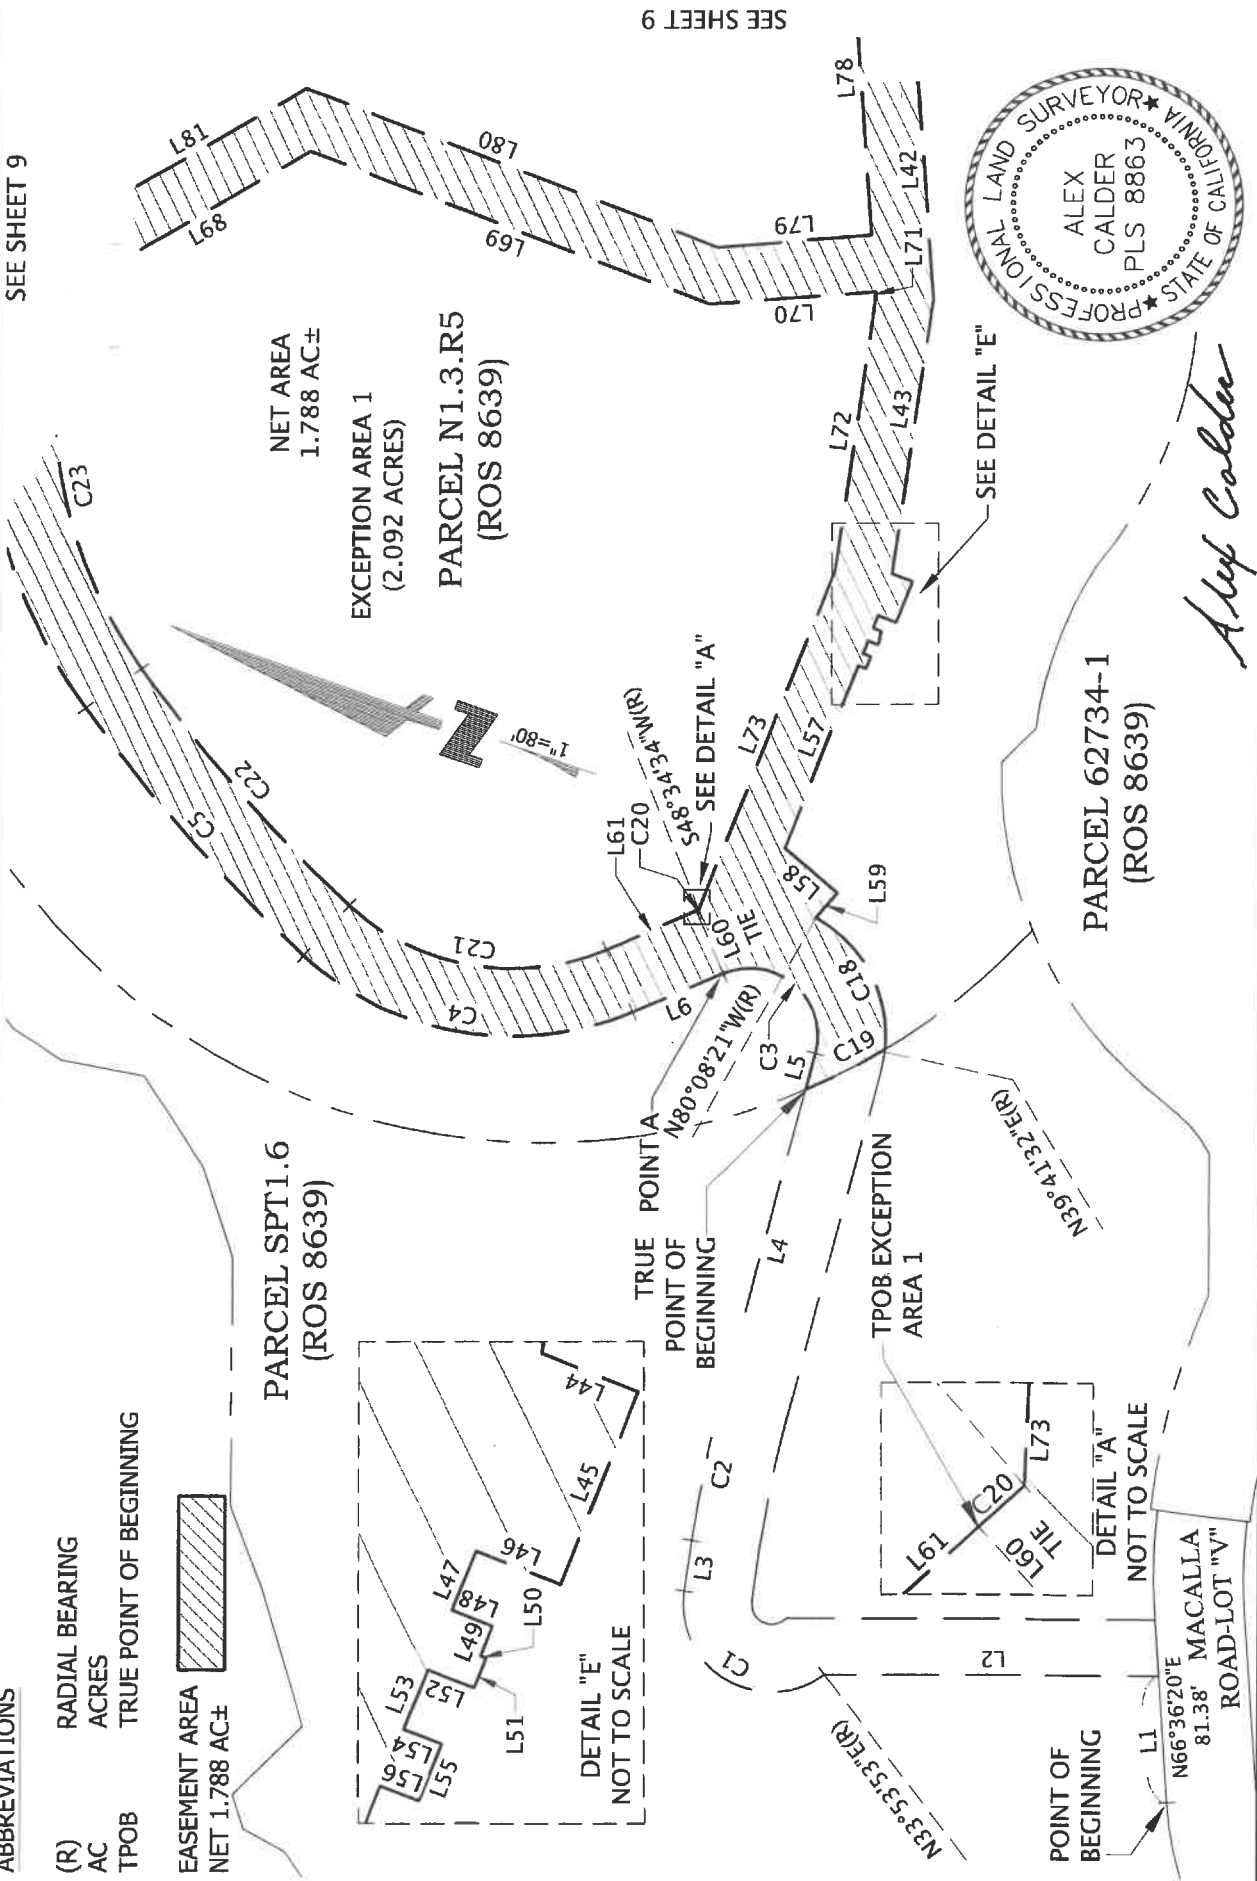 ABBREVIATIONS
(R) RADIAL BEARING
AC ACRES
TPOB TRUE POINT OF BEGINNING
EASEMENT AREA
NET 1.788 AC±
SEE SHEET 9
SEE SHEET 9
PARCEL SPT1.6
(ROS 8639)
NET AREA
1.788 AC±
EXCEPTION AREA 1
(2.092 ACRES)
PARCEL N1.3.R5
(ROS 8639)
1"=80'
C23
C5
C22
C4
C21
L81
L68
L80
L69
L79
L70
L78
L71
L42
L72
L43
L73
L57
L61
C20
S48°34'34"W(R)
SEE DETAIL "A"
SEE DETAIL "E"
L58
L59
L60
TIE
C18
C19
C3
L5
L6
N80°08'21"W(R)
POINT A
TRUE
POINT OF
BEGINNING
L4
C2
L3
C1
L2
N39°41'32"E(R)
N33°53'53"E(R)
TPOB EXCEPTION
AREA 1
L61
C20
L60
TIE
L73
DETAIL "A"
NOT TO SCALE
L44
L45
L46
L47
L48
L49
L50
L51
L52
L53
L54
L55
L56
DETAIL "E"
NOT TO SCALE
POINT OF
BEGINNING
L1
N66°36'20"E
81.38'
MACALLA
ROAD-LOT "V"
PARCEL 62734-1
(ROS 8639)
PROFESSIONAL LAND SURVEYOR
ALEX
CALDER
PLS 8863
STATE OF CALIFORNIA
Alex Calder